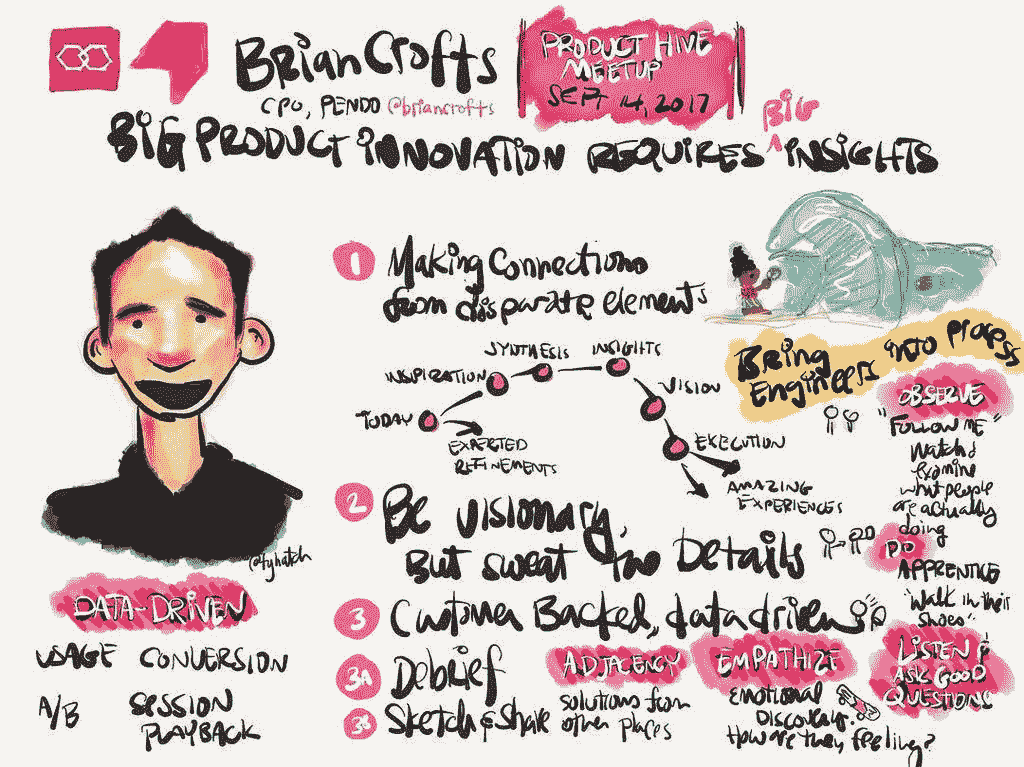 Brian Crofts
CPO, PENDO @briancrofts
PRODUCT HIVE
MEETUP
SEPT 14, 2017
BIG PRODUCT INNOVATION REQUIRES BIG INSIGHTS
1 Making Connections
from disparate elements
TODAY
INSPIRATION
SYNTHESIS
INSIGHTS
VISION
EXECUTION
AMAZING
EXPERIENCES
EXPECTED
REFINEMENTS
Bring
Engineers into process
2 Be visionary,
But sweat the Details
3 Customer Backed, data driven
3A Debrief
3B Sketch & Share
ADJACENCY
solutions from
other places
EMPATHIZE
Emotional
Discovery.
How are they feeling?
OBSERVE
"Follow ME"
Watch &
examine
what people
are actually
doing
DO
APPRENTICE
"Walk in their
shoes"
LISTEN &
ASK GOOD
QUESTIONS
@tyhatch
DATA-DRIVEN
USAGE CONVERSION
A/B SESSION
PLAYBACK